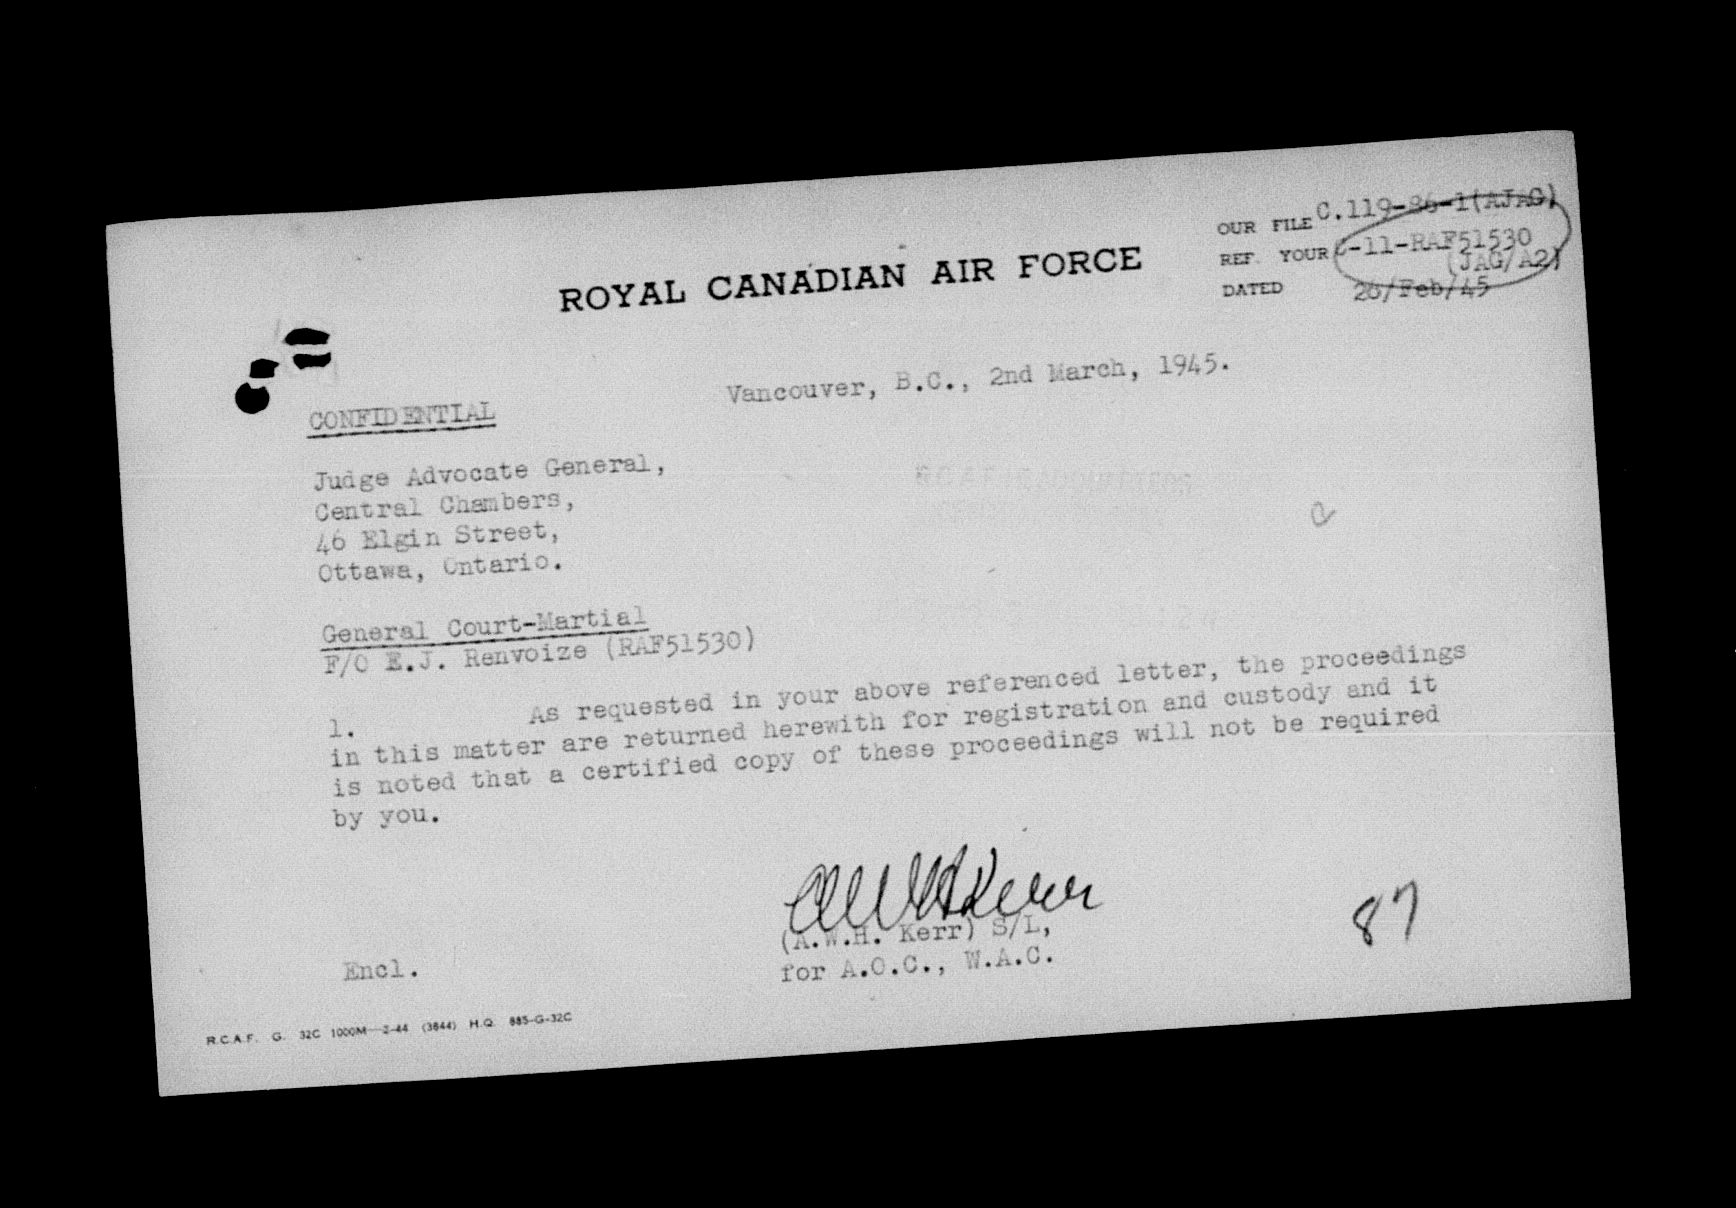 OUR FILE C.119-86-1(AJAG)
ROYAL CANADIAN AIR FORCE
REF. YOUR C-11-RAF51530
(JAG/A2)
DATED 26/Feb/45
Vancouver, B.C., 2nd March, 1945.
CONFIDENTIAL
Judge Advocate General,
Central Chambers,
46 Elgin Street,
Ottawa, Ontario.
General Court-Martial
F/O E.J. Renvoize (RAF51530)
1. As requested in your above referenced letter, the proceedings
in this matter are returned herewith for registration and custody and it
is noted that a certified copy of these proceedings will not be required
by you.
AWHKerr
(A.W.H. Kerr) S/L,
for A.O.C., W.A.C.
87
Encl.
R.C.A.F. G. 32C 1000M—2-44 (3844) H.Q. 885-G-32C